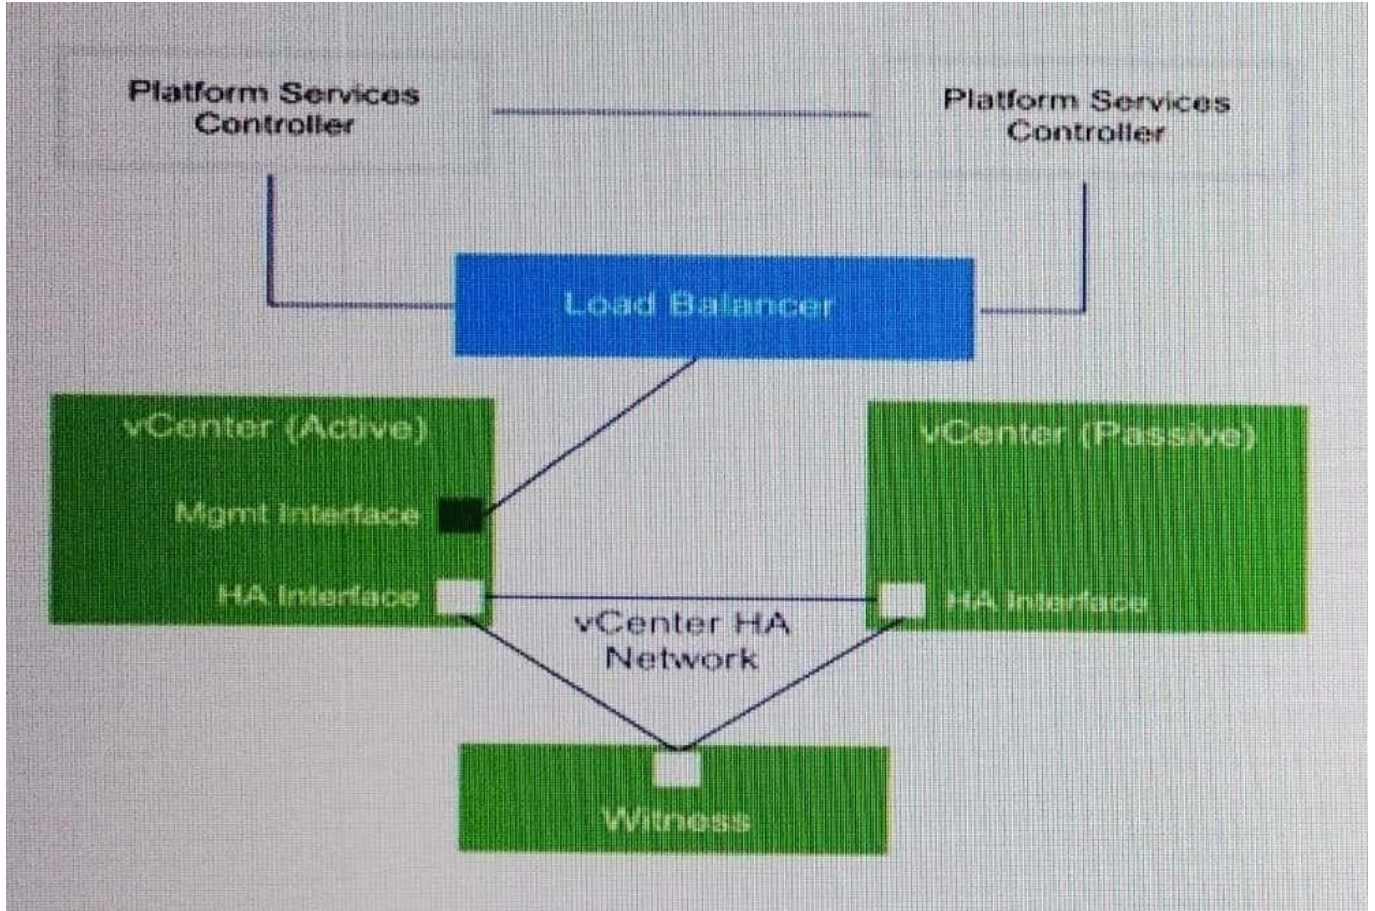 Platform Services
Controller
Platform Services
Controller
Load Balancer
vCenter (Active)
Mgmt Interface
HA Interface
vCenter (Passive)
HA Interface
vCenter HA
Network
Witness